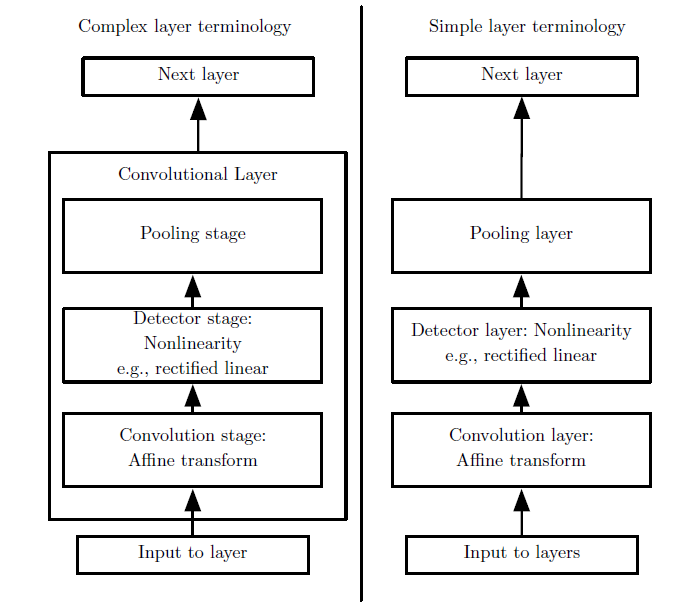 Complex layer terminology
Next layer
Convolutional Layer
Pooling stage
Detector stage:
Nonlinearity
e.g., rectified linear
Convolution stage:
Affine transform
Input to layer
Simple layer terminology
Next layer
Pooling layer
Detector layer: Nonlinearity
e.g., rectified linear
Convolution layer:
Affine transform
Input to layers